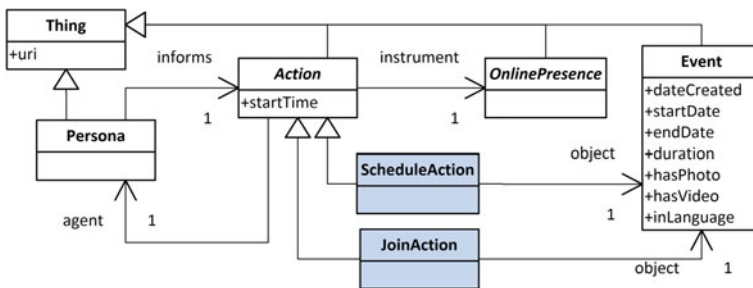 Thing
+uri
informs
1
Action
+startTime
instrument
1
OnlinePresence
Event
+dateCreated
+startDate
+endDate
+duration
+hasPhoto
+hasVideo
+inLanguage
Persona
agent
1
ScheduleAction
object
1
JoinAction
object
1